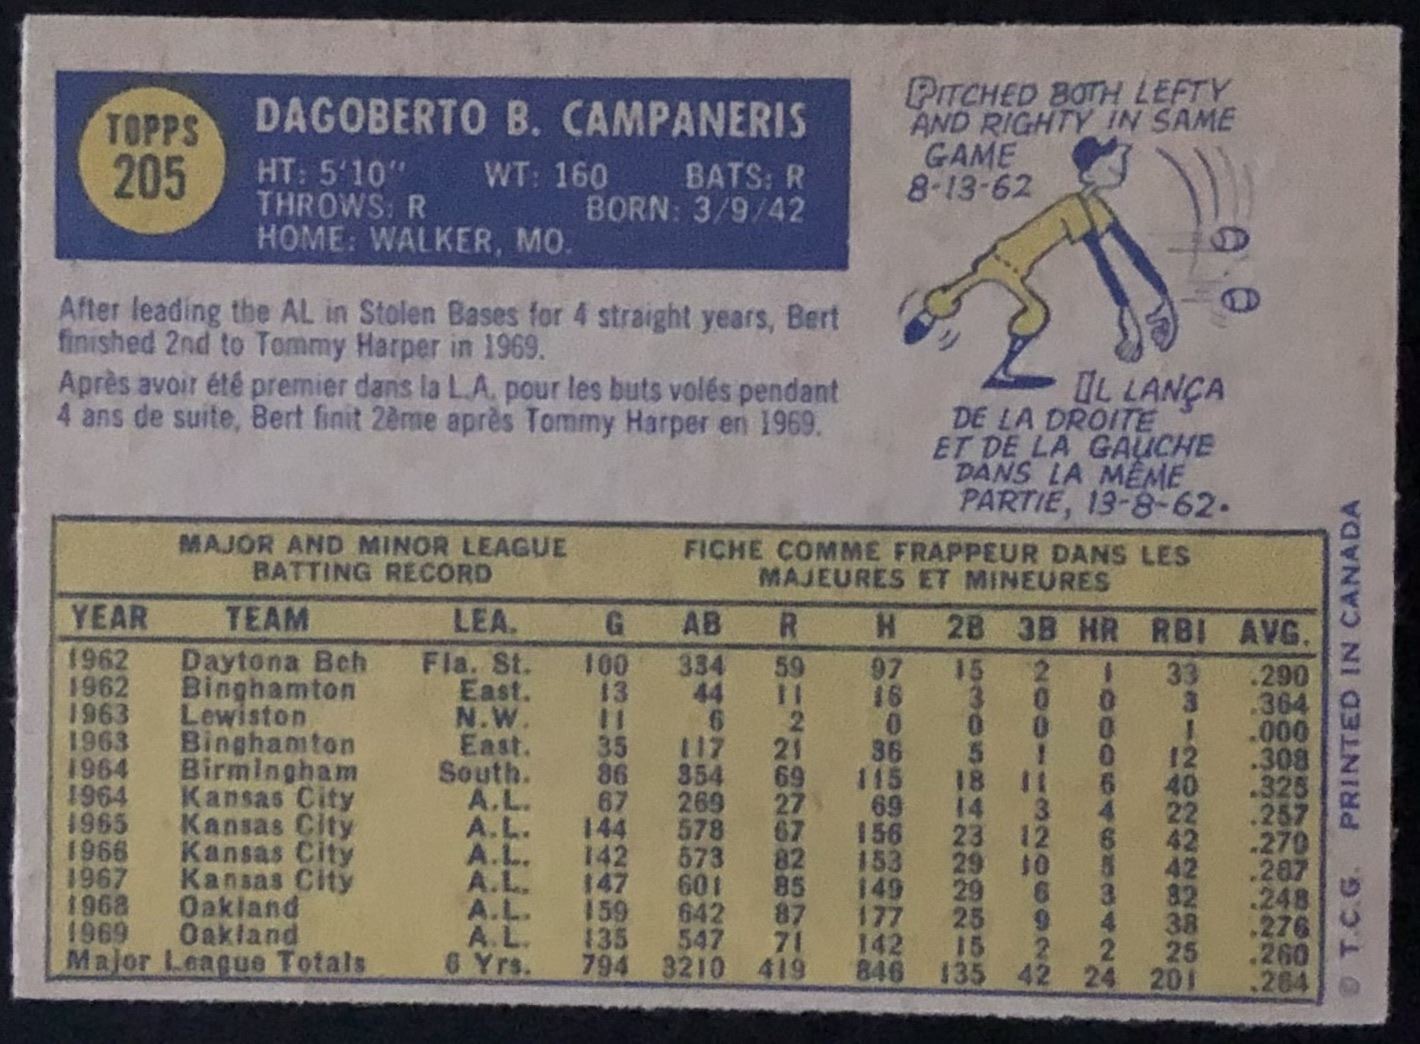 TOPPS
205
DAGOBERTO B. CAMPANERIS
HT: 5'10" WT: 160 BATS: R
THROWS: R BORN: 3/9/42
HOME: WALKER, MO.
PITCHED BOTH LEFTY
AND RIGHTY IN SAME
GAME
8-13-62
After leading the AL in Stolen Bases for 4 straight years, Bert
finished 2nd to Tommy Harper in 1969.
Après avoir été premier dans la L.A. pour les buts volés pendant
4 ans de suite, Bert finit 2ème après Tommy Harper en 1969.
IL LANÇA
DE LA DROITE
ET DE LA GAUCHE
DANS LA MÊME
PARTIE, 13-8-62.
MAJOR AND MINOR LEAGUE
BATTING RECORD
FICHE COMME FRAPPEUR DANS LES
MAJEURES ET MINEURES
YEAR TEAM LEA. G AB R H 2B 3B HR RBI AVG.
1962 Daytona Bch Fla. St. 100 334 59 97 15 2 1 33 .290
1962 Binghamton East. 13 44 11 16 3 0 0 3 .364
1963 Lewiston N.W. 11 6 2 0 0 0 0 1 .000
1963 Binghamton East. 35 117 21 36 5 1 0 12 .308
1964 Birmingham South. 86 354 69 115 18 11 6 40 .325
1964 Kansas City A.L. 67 269 27 69 14 3 4 22 .257
1965 Kansas City A.L. 144 578 67 156 23 12 6 42 .270
1966 Kansas City A.L. 142 573 82 153 29 10 5 42 .267
1967 Kansas City A.L. 147 601 85 149 29 6 3 32 .248
1968 Oakland A.L. 159 642 87 177 25 9 4 38 .276
1969 Oakland A.L. 135 547 71 142 15 2 2 25 .260
Major League Totals 6 Yrs. 794 3210 419 846 135 42 24 201 .264
© T.C.G. PRINTED IN CANADA